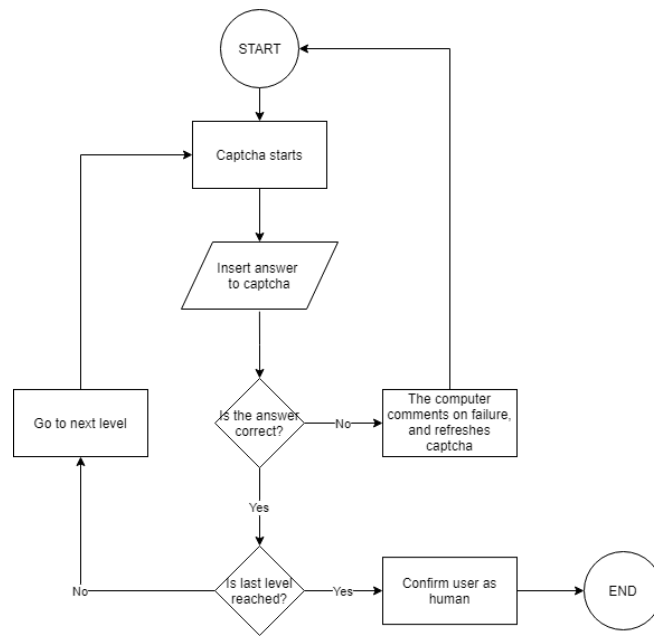 START
Captcha starts
Insert answer
to captcha
Is the answer
correct?
No
The computer
comments on failure,
and refreshes
captcha
Go to next level
Yes
Is last level
reached?
No
Yes
Confirm user as
human
END